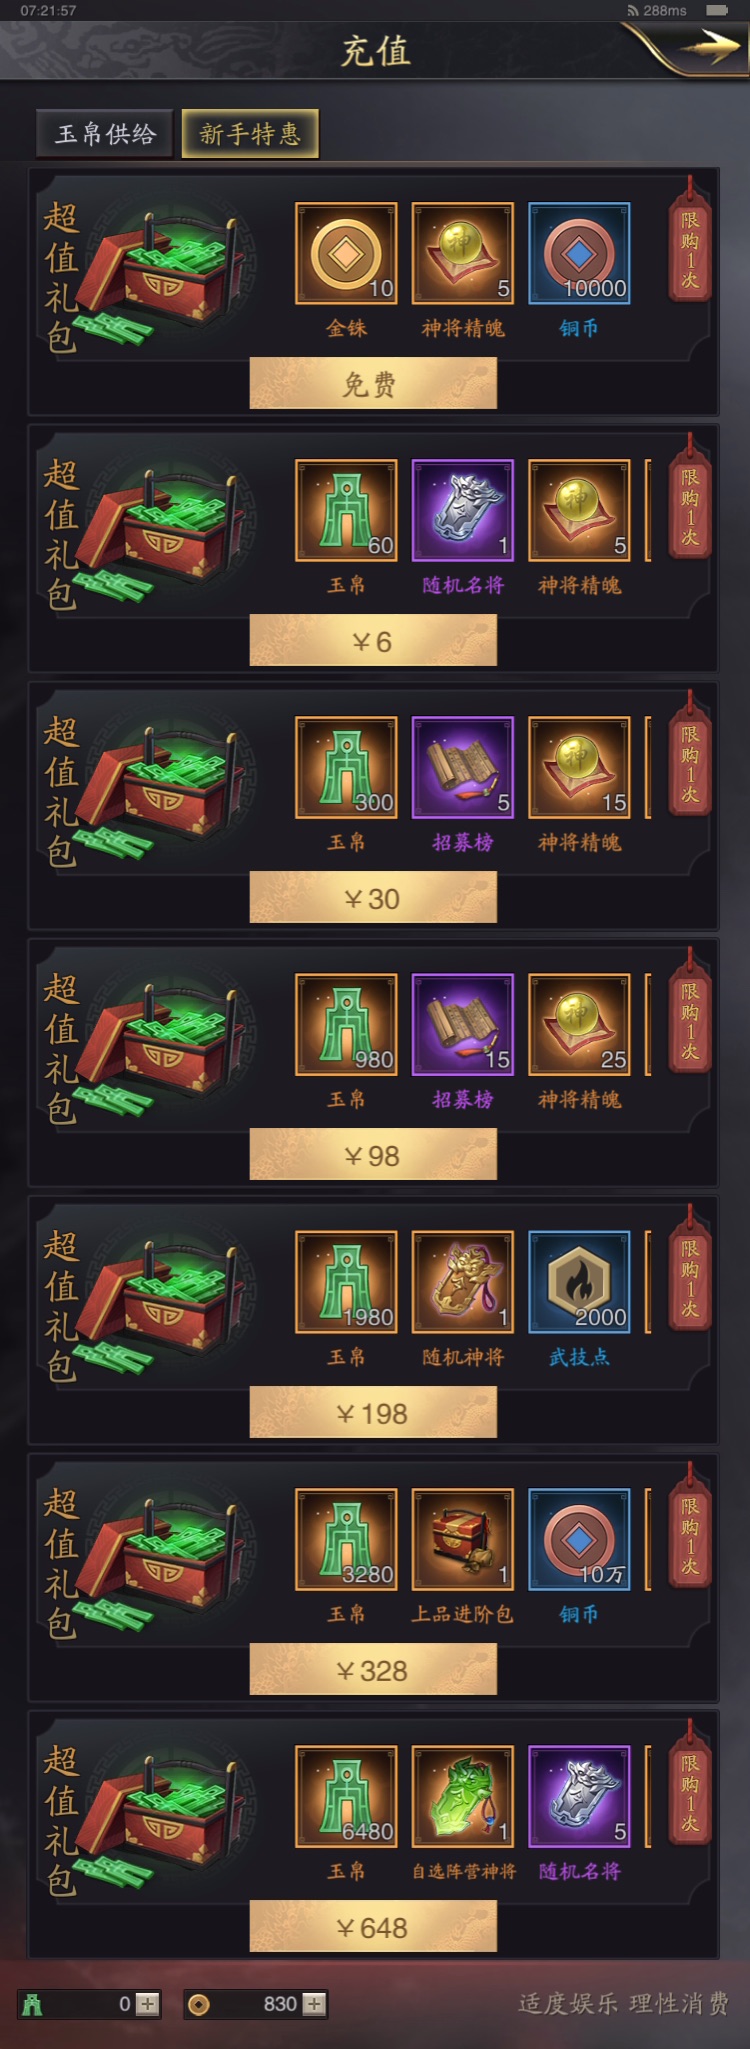 07:21:57
288ms
充值
玉帛供给
新手特惠
超值礼包
10
5
10000
限购1次
金铢
神将精魄
铜币
免费
超值礼包
60
1
5
限购1次
玉帛
随机名将
神将精魄
¥6
超值礼包
300
5
15
限购1次
玉帛
招募榜
神将精魄
¥30
超值礼包
980
15
25
限购1次
玉帛
招募榜
神将精魄
¥98
超值礼包
1980
1
2000
限购1次
玉帛
随机神将
武技点
¥198
超值礼包
3280
1
10万
限购1次
玉帛
上品进阶包
铜币
¥328
超值礼包
6480
1
5
限购1次
玉帛
自选阵营神将
随机名将
¥648
0
830
适度娱乐 理性消费